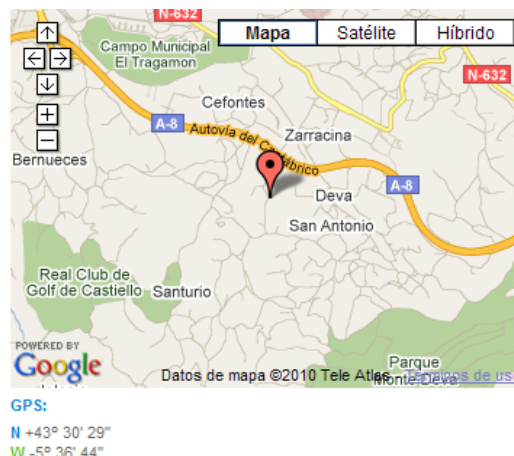 N-632
Mapa
Satélite
Híbrido
Campo Municipal
El Tragamon
N-632
Cefontes
A-8
Autovía del Cantábrico
Zarracina
Bernueces
A-8
Deva
San Antonio
Real Club de
Golf de Castiello
Santurio
POWERED BY
Google
Parque
Monte Deva
Datos de mapa ©2010 Tele Atlas - Términos de us
GPS:
N +43º 30' 29"
W -5º 36' 44"